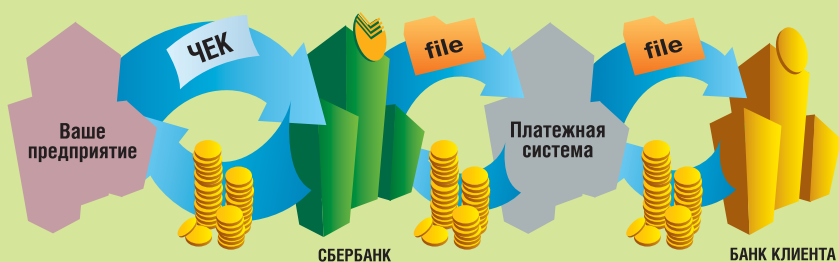 ЧЕК
file
file
Ваше
предприятие
Платежная
система
СБЕРБАНК
БАНК КЛИЕНТА